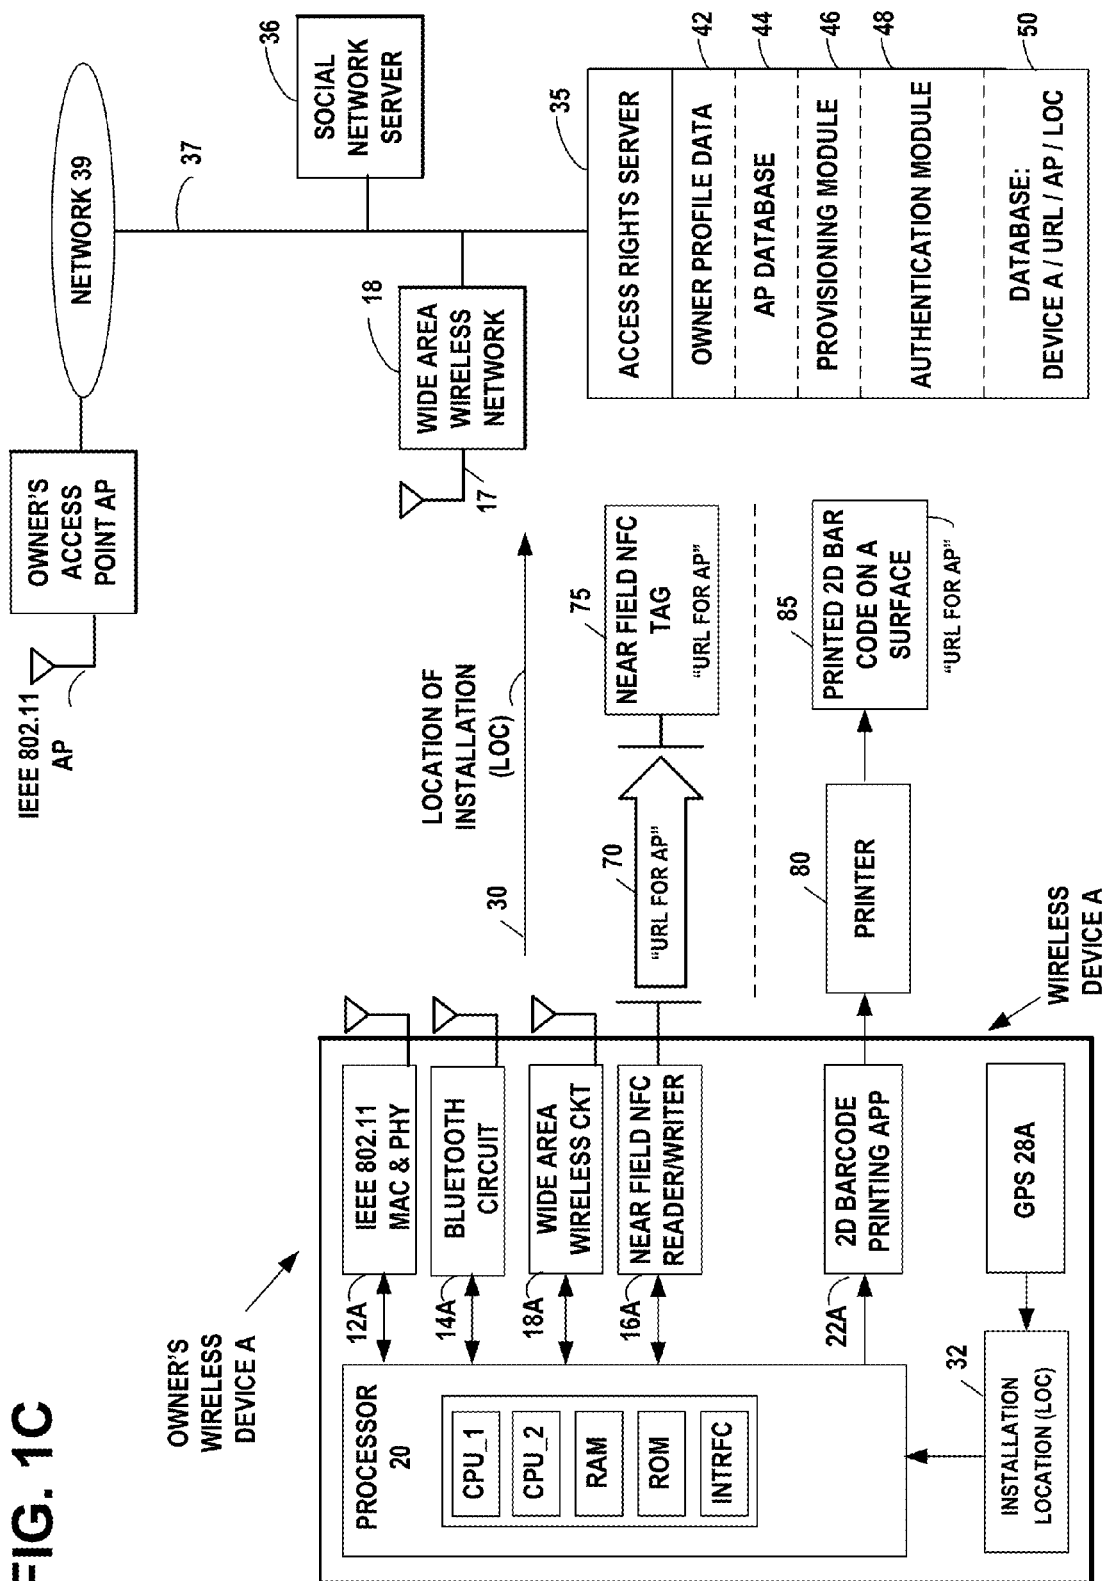 FIG. 1C
OWNER'S
WIRELESS
DEVICE A
PROCESSOR
20
CPU_1
CPU_2
RAM
ROM
INTRFC
12A
IEEE 802.11
MAC & PHY
14A
BLUETOOTH
CIRCUIT
18A
WIDE AREA
WIRELESS CKT
16A
NEAR FIELD NFC
READER/WRITER
22A
2D BARCODE
PRINTING APP
32
INSTALLATION
LOCATION (LOC)
GPS 28A
WIRELESS
DEVICE A
30
LOCATION OF
INSTALLATION
(LOC)
70
"URL FOR AP"
75
NEAR FIELD NFC
TAG
"URL FOR AP"
80
PRINTER
85
PRINTED 2D BAR
CODE ON A
SURFACE
"URL FOR AP"
IEEE 802.11
AP
OWNER'S
ACCESS
POINT AP
NETWORK 39
37
17
18
WIDE AREA
WIRELESS
NETWORK
36
SOCIAL
NETWORK
SERVER
35
ACCESS RIGHTS SERVER
OWNER PROFILE DATA
42
AP DATABASE
44
PROVISIONING MODULE
46
AUTHENTICATION MODULE
48
DATABASE:
DEVICE A / URL / AP / LOC
50